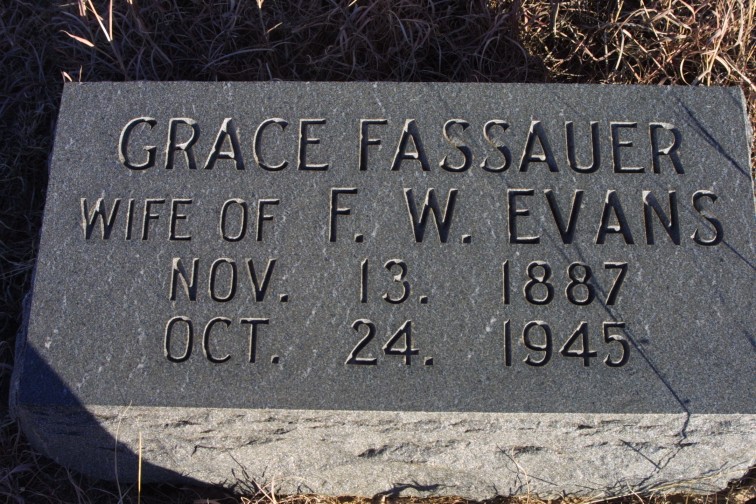 GRACE FASSAUER
WIFE OF F. W. EVANS
NOV. 13. 1887
OCT. 24. 1945